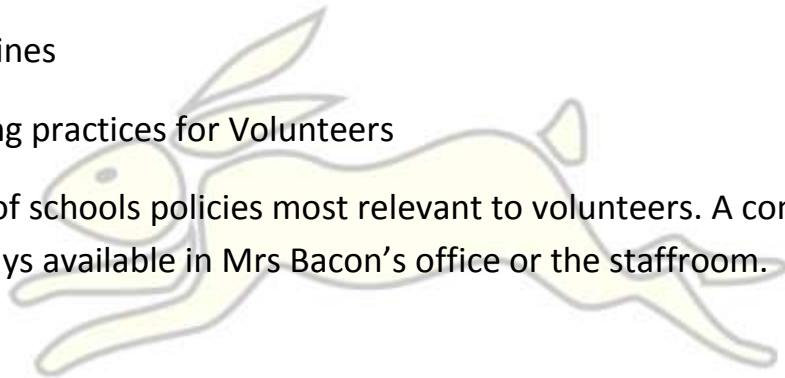 ines
g practices for Volunteers
of schools policies most relevant to volunteers. A con
ys available in Mrs Bacon’s office or the staffroom.